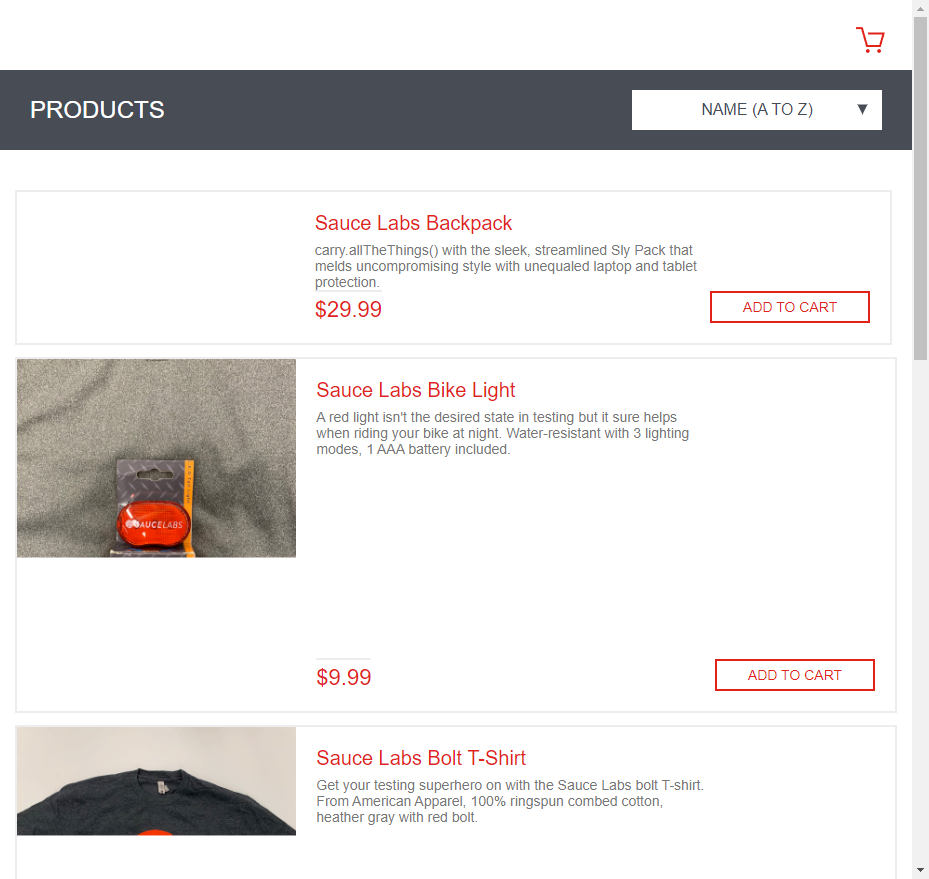 PRODUCTS
NAME (A TO Z)
Sauce Labs Backpack
carry.allTheThings() with the sleek, streamlined Sly Pack that
melds uncompromising style with unequaled laptop and tablet
protection.
$29.99
ADD TO CART
Sauce Labs Bike Light
A red light isn't the desired state in testing but it sure helps
when riding your bike at night. Water-resistant with 3 lighting
modes, 1 AAA battery included.
SAUCELABS
$9.99
ADD TO CART
Sauce Labs Bolt T-Shirt
Get your testing superhero on with the Sauce Labs bolt T-shirt.
From American Apparel, 100% ringspun combed cotton,
heather gray with red bolt.